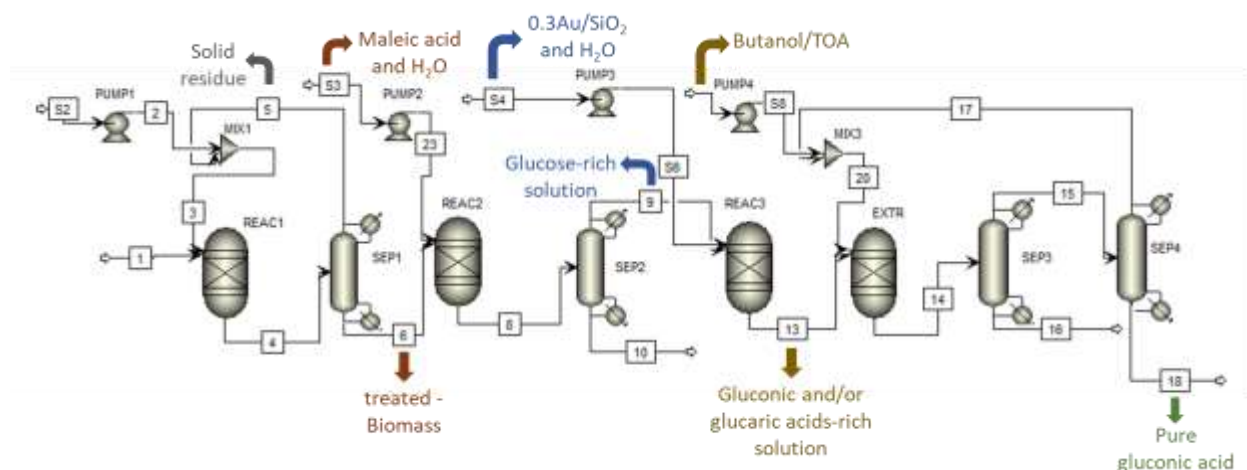 0.3Au/SiO₂
and H₂O
Butanol/TOA
Maleic acid
and H₂O
Solid
residue
S2
PUMP1
2
5
S3
PUMP2
S4
PUMP3
PUMP4
S8
17
MIX1
23
MIX3
S6
20
Glucose-rich
solution
9
3
REAC1
REAC2
REAC3
EXTR
15
1
SEP1
SEP2
SEP3
SEP4
4
6
8
10
13
14
16
18
treated -
Biomass
Gluconic and/or
glucaric acids-rich
solution
Pure
gluconic acid